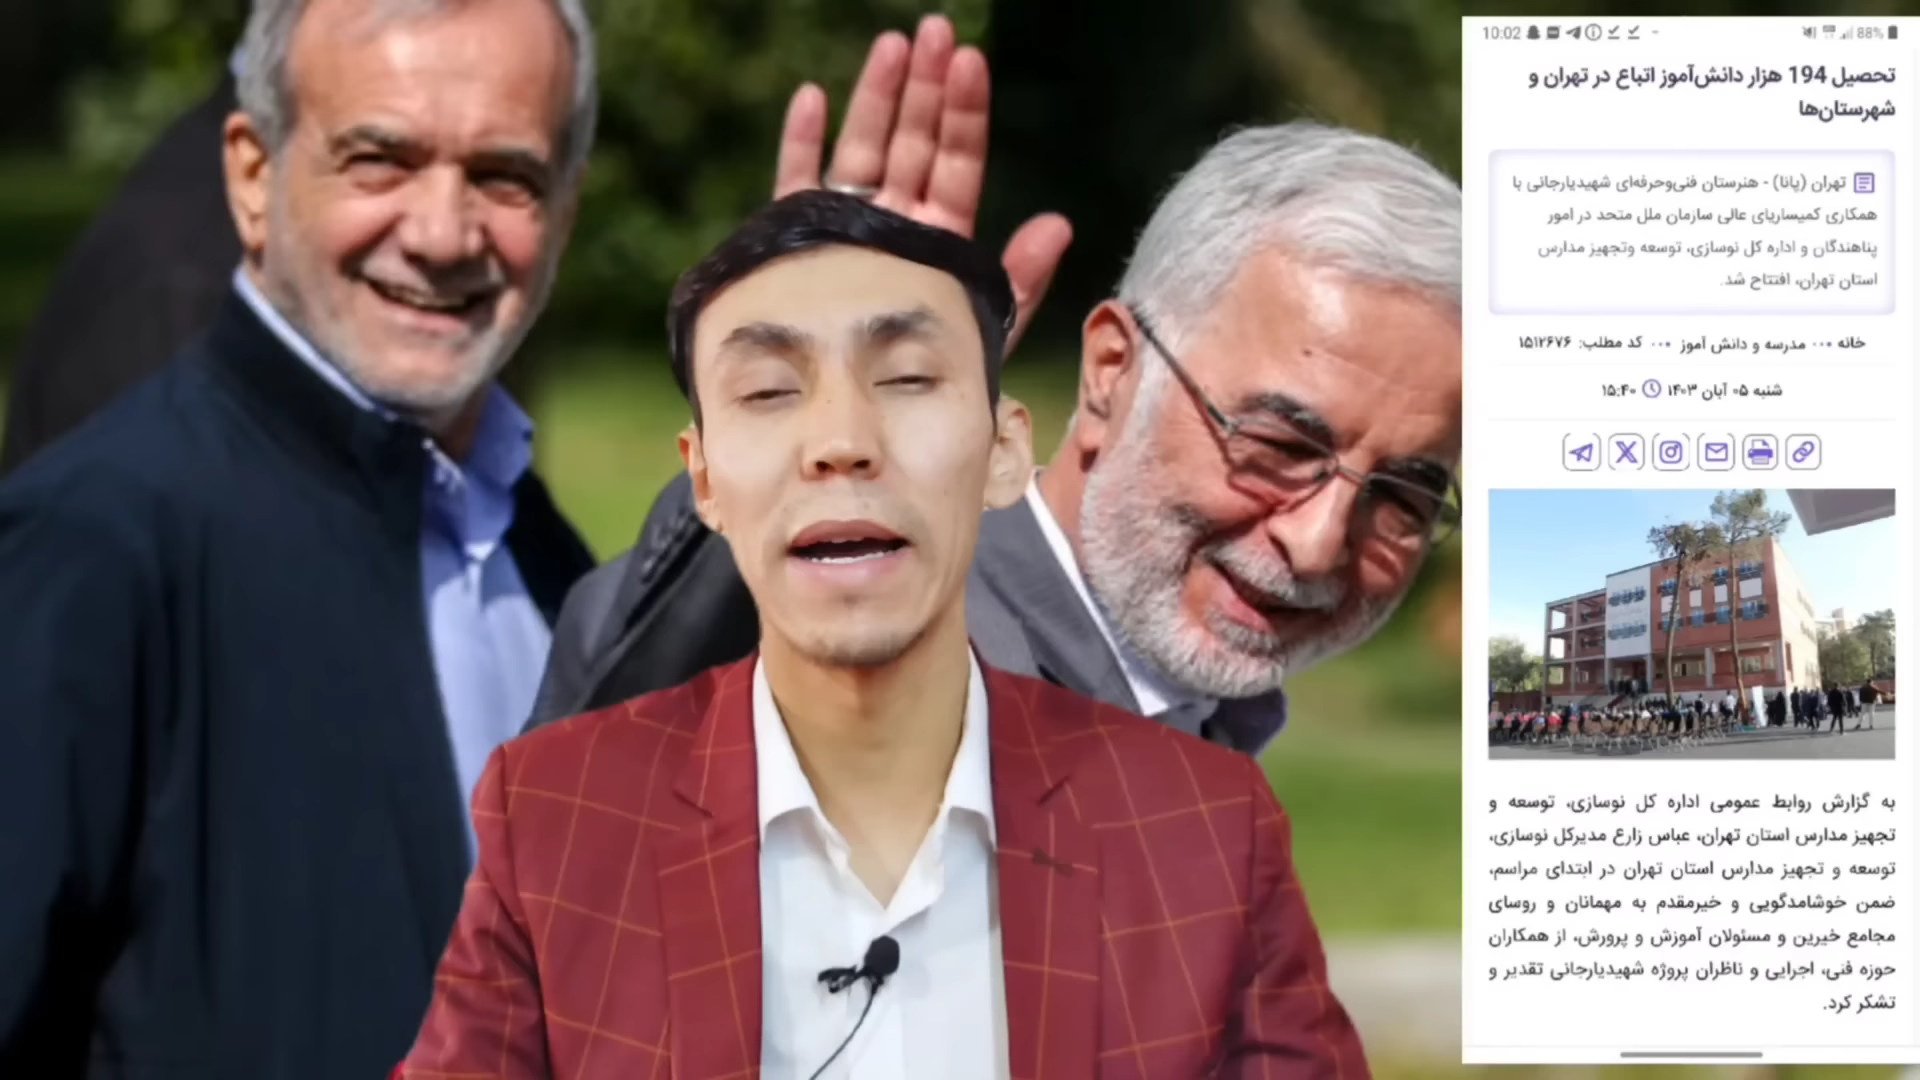 10:02
88%
تحصیل 194 هزار دانش‌آموز اتباع در تهران و
شهرستان‌ها
تهران (پانا) - هنرستان فنی‌وحرفه‌ای شهیدیارجانی با
همکاری کمیساریای عالی سازمان ملل متحد در امور
پناهندگان و اداره کل نوسازی، توسعه وتجهیز مدارس
استان تهران، افتتاح شد.
خانه ••• مدرسه و دانش آموز ••• کد مطلب: ۱۵۱۲۶۷۶
شنبه ۰۵ آبان ۱۴۰۳ ۱۵:۴۰
به گزارش روابط عمومی اداره کل نوسازی، توسعه و
تجهیز مدارس استان تهران، عباس زارع مدیرکل نوسازی،
توسعه و تجهیز مدارس استان تهران در ابتدای مراسم،
ضمن خوشامدگویی و خیرمقدم به مهمانان و روسای
مجامع خیرین و مسئولان آموزش و پرورش، از همکاران
حوزه فنی، اجرایی و ناظران پروژه شهیدیارجانی تقدیر و
تشکر کرد.